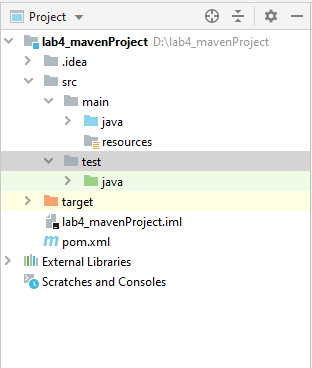 Project
lab4_mavenProject D:\lab4_mavenProject
.idea
src
main
java
resources
test
java
target
lab4_mavenProject.iml
pom.xml
External Libraries
Scratches and Consoles